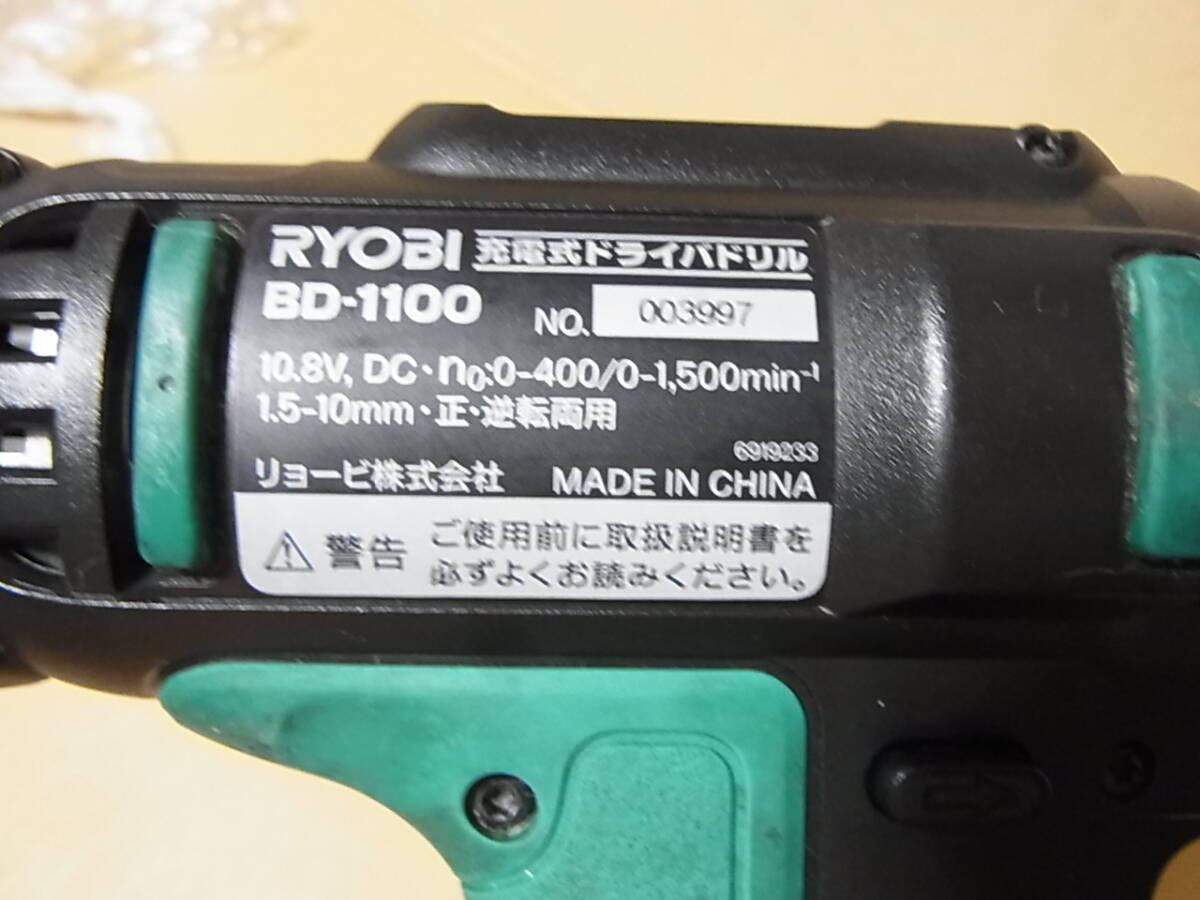 RYOBI 充電式ドライバドリル
BD-1100 NO. 003997
10.8V, DC・n₀:0-400/0-1,500min⁻¹
1.5-10mm・正・逆転両用
6919233
リョービ株式会社 MADE IN CHINA
警告 ご使用前に取扱説明書を
必ずよくお読みください。